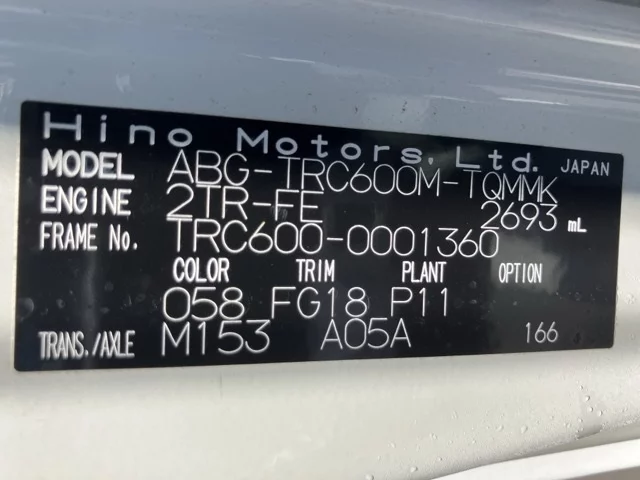 Hino Motors, Ltd. JAPAN
MODEL ABG-TRC600M-TQMMK
ENGINE 2TR-FE 2693 mL
FRAME No. TRC600-0001360
COLOR TRIM PLANT OPTION
058 FG18 P11
TRANS./AXLE M153 A05A 166